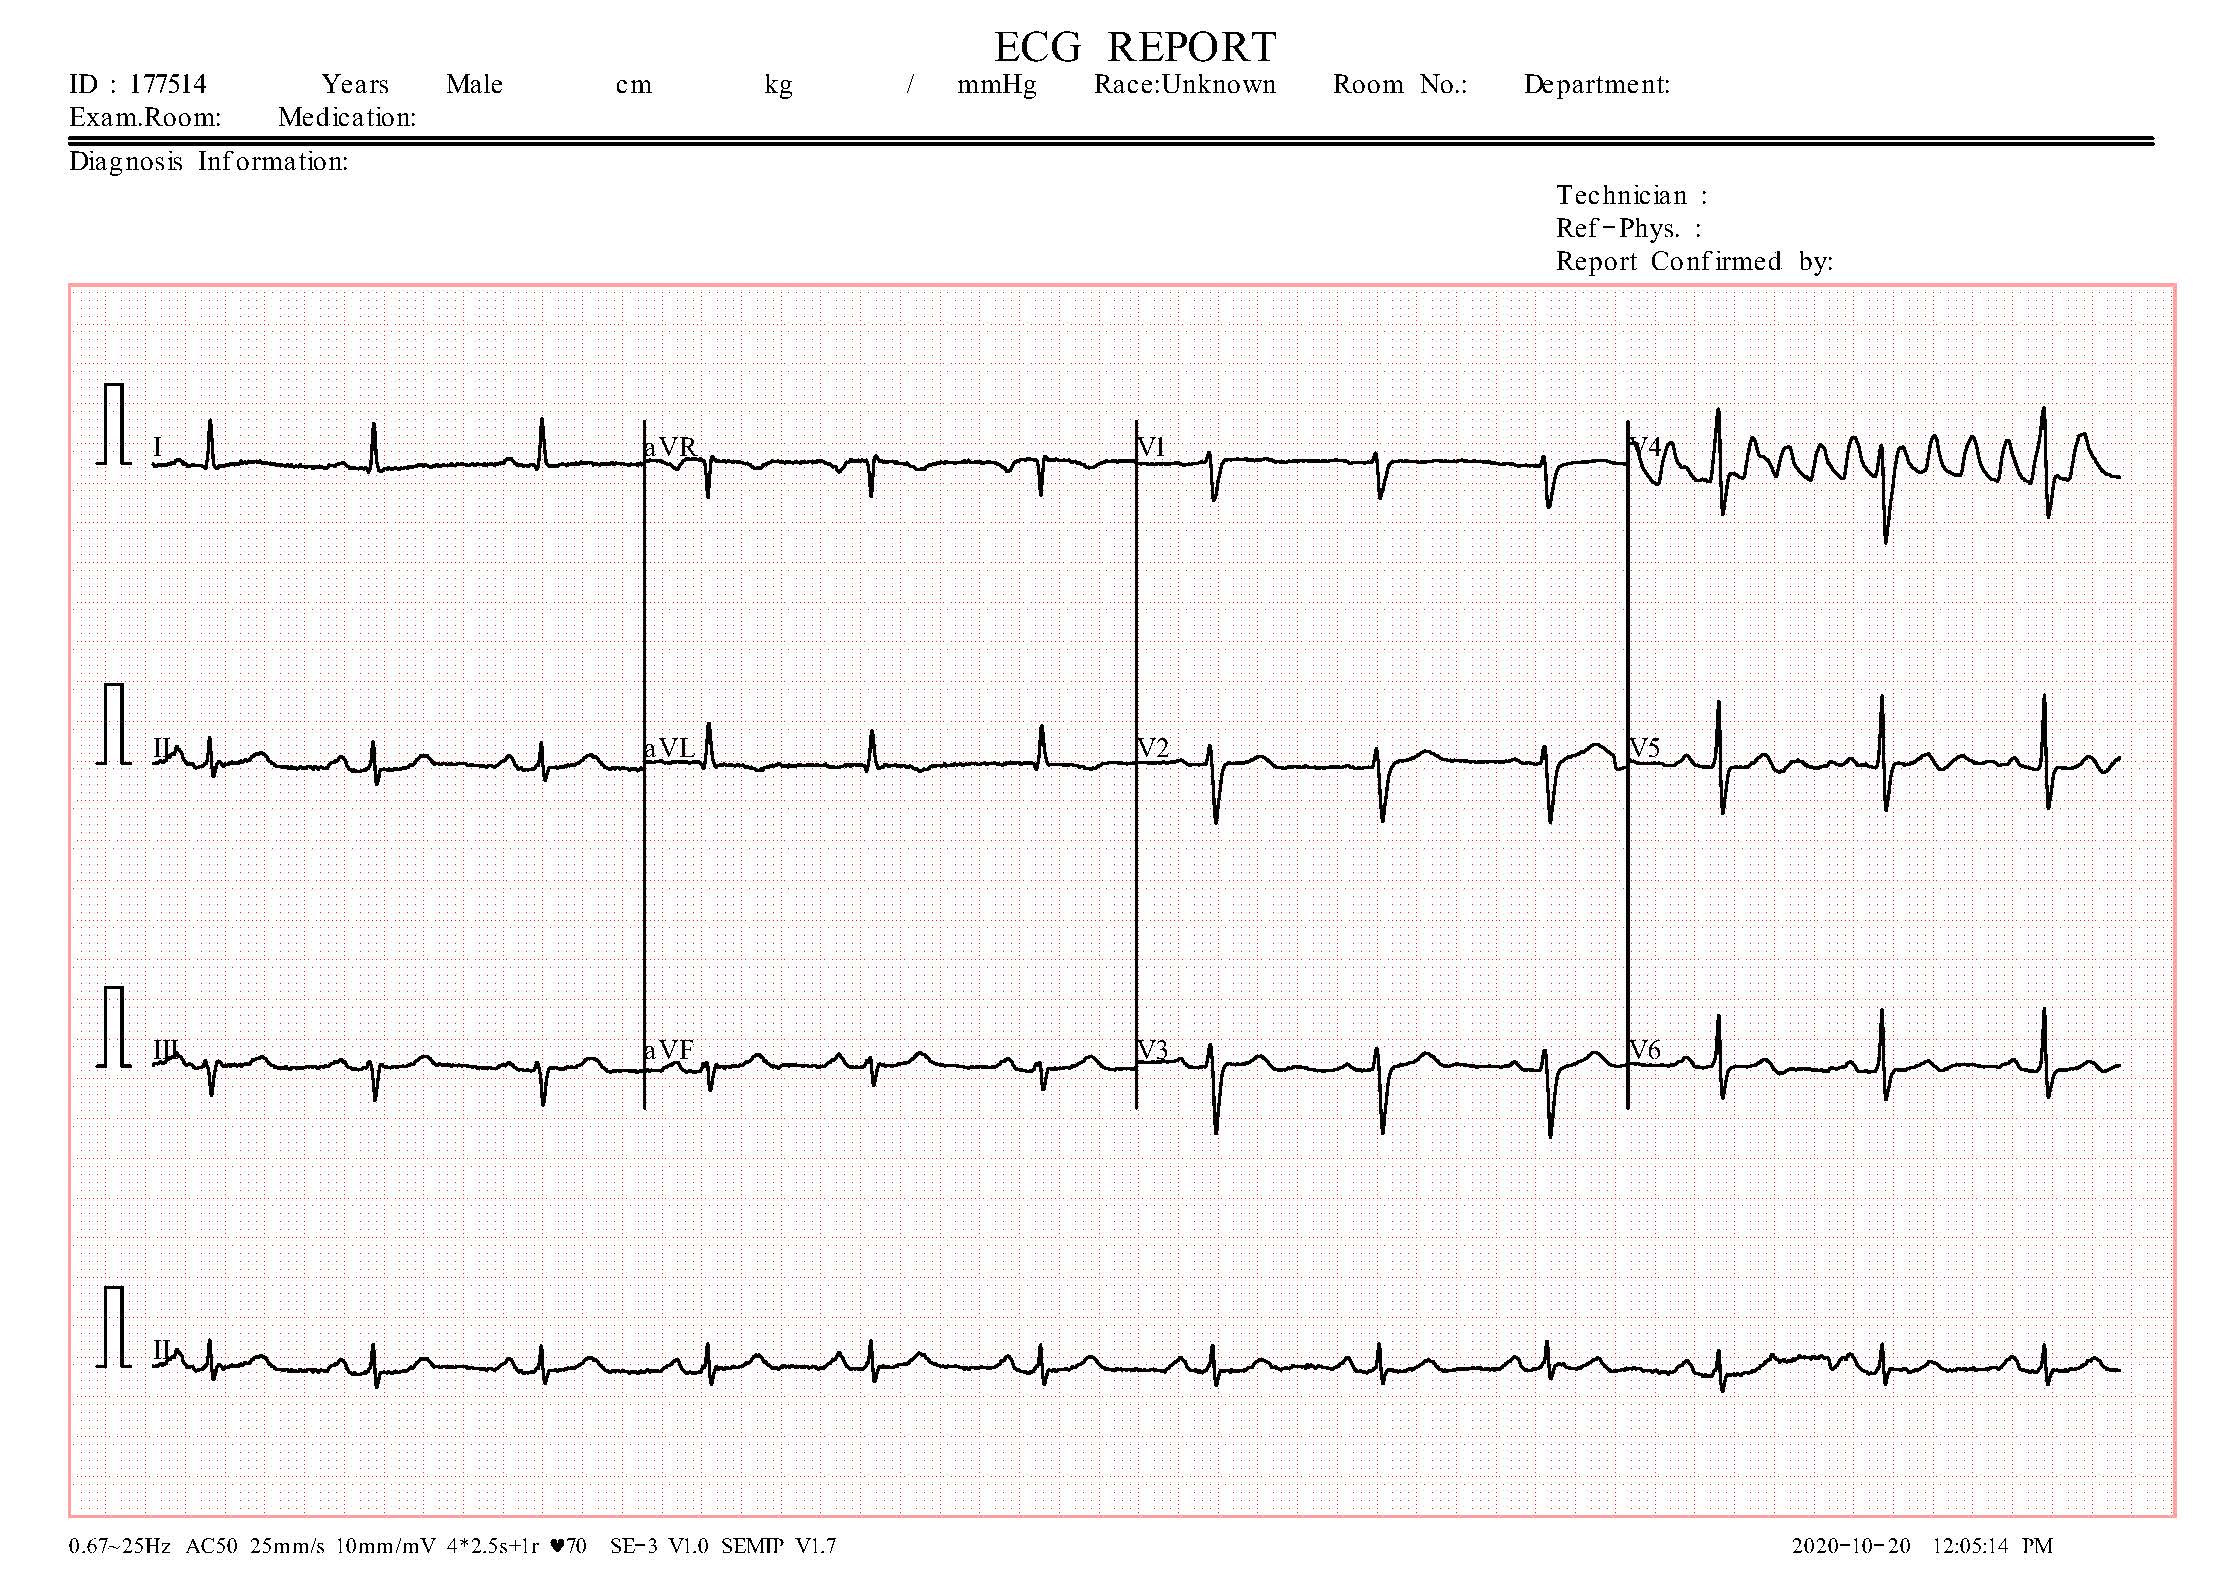 ECG REPORT
ID : 177514 Years Male cm kg / mmHg Race:Unknown Room No.: Department:
Exam.Room: Medication:
Diagnosis Information:
Technician :
Ref-Phys. :
Report Confirmed by:
I aVR V1 V4
II aVL V2 V5
III aVF V3 V6
II
0.67~25Hz AC50 25mm/s 10mm/mV 4*2.5s+1r ♥70 SE-3 V1.0 SEMIP V1.7 2020-10-20 12:05:14 PM